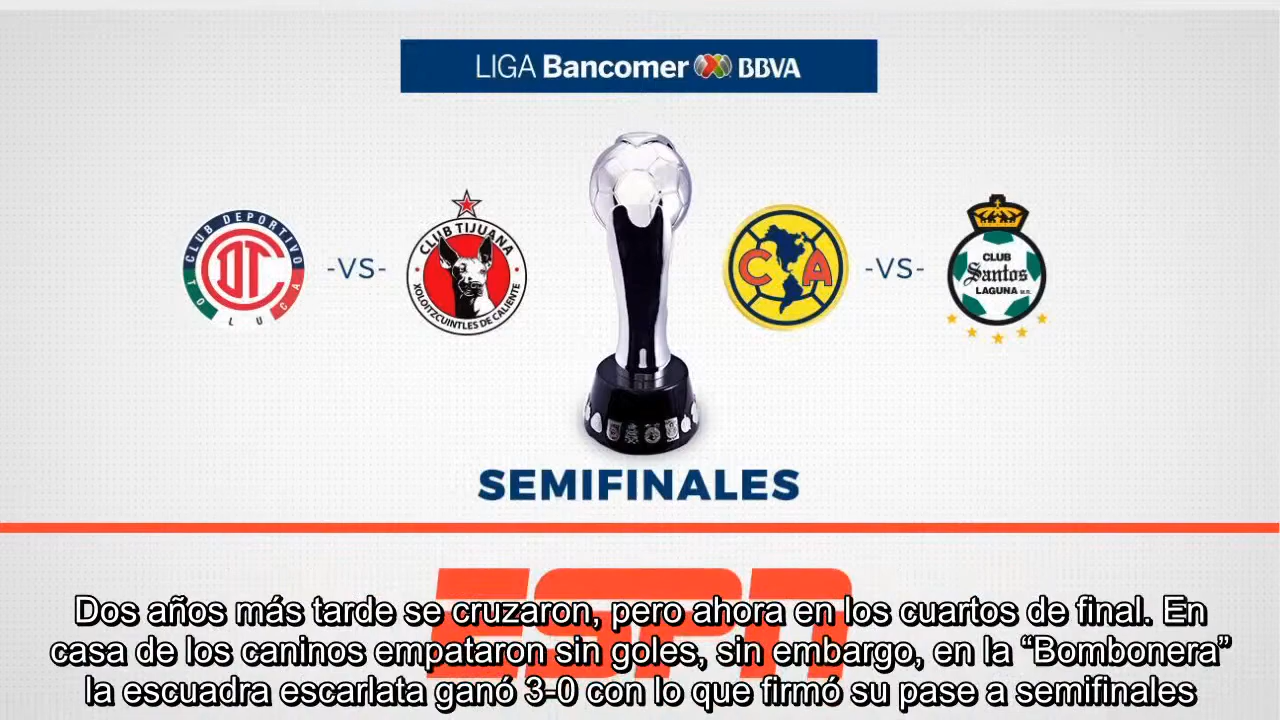 LIGA Bancomer BBVA
CLUB DEPORTIVO
TOLUCA
-VS-
CLUB TIJUANA
XOLOITZCUINTLES DE CALIENTE
C A
-VS-
CLUB
Santos
LAGUNA
SEMIFINALES
ESPN
Dos años más tarde se cruzaron, pero ahora en los cuartos de final. En
casa de los caninos empataron sin goles, sin embargo, en la “Bombonera”
la escuadra escarlata ganó 3-0 con lo que firmó su pase a semifinales